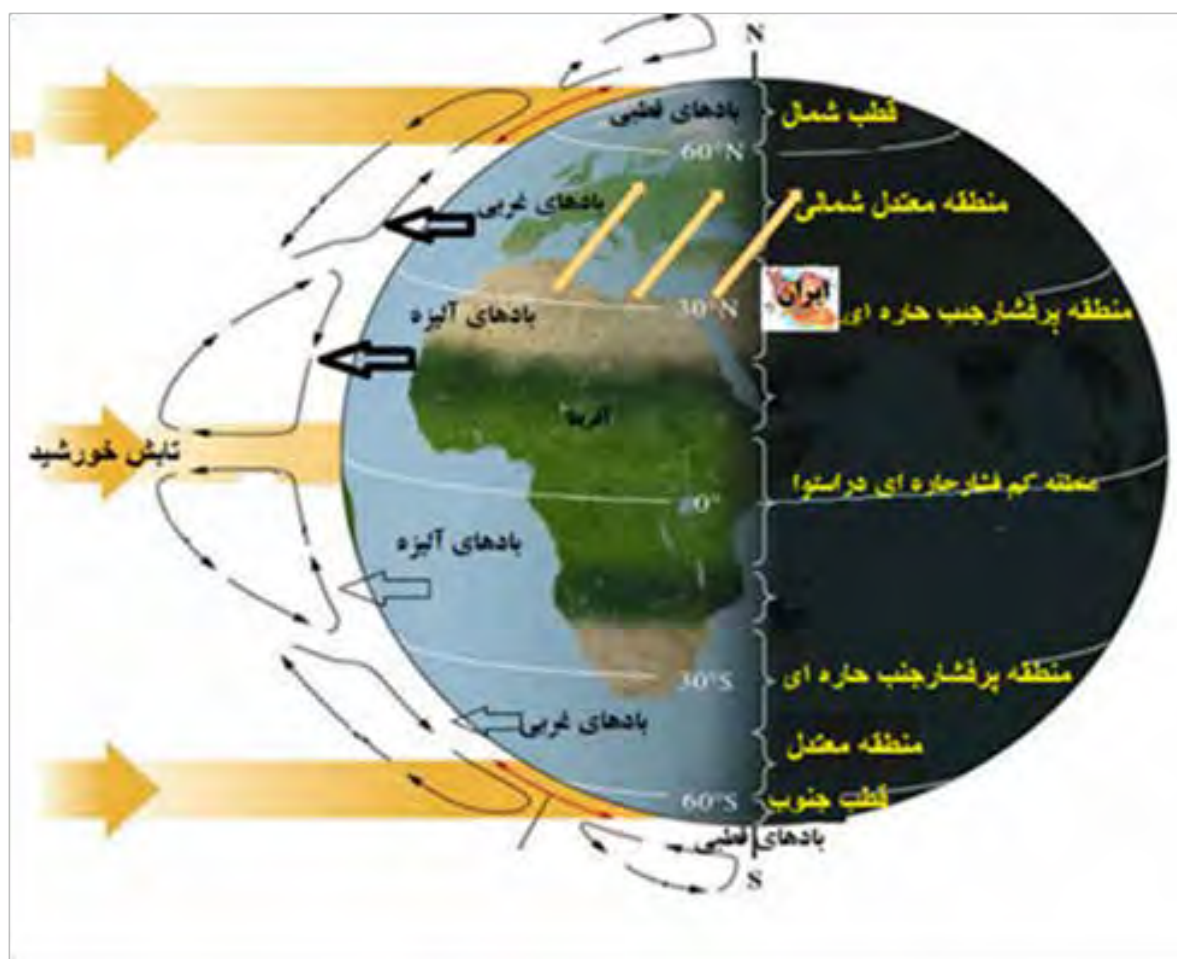 N
بادهای قطبی
قطب شمال
60°N
بادهای غربی
منطقه معتدل شمالی
ایران
بادهای آلیزه
30°N
منطقه پرفشارجنب حاره ای
تابش خورشید
منطقه کم فشارحاره ای دراستوا
0°
بادهای آلیزه
30°S
منطقه پرفشارجنب حاره ای
بادهای غربی
منطقه معتدل
60°S
قطب جنوب
بادهای قطبی
S